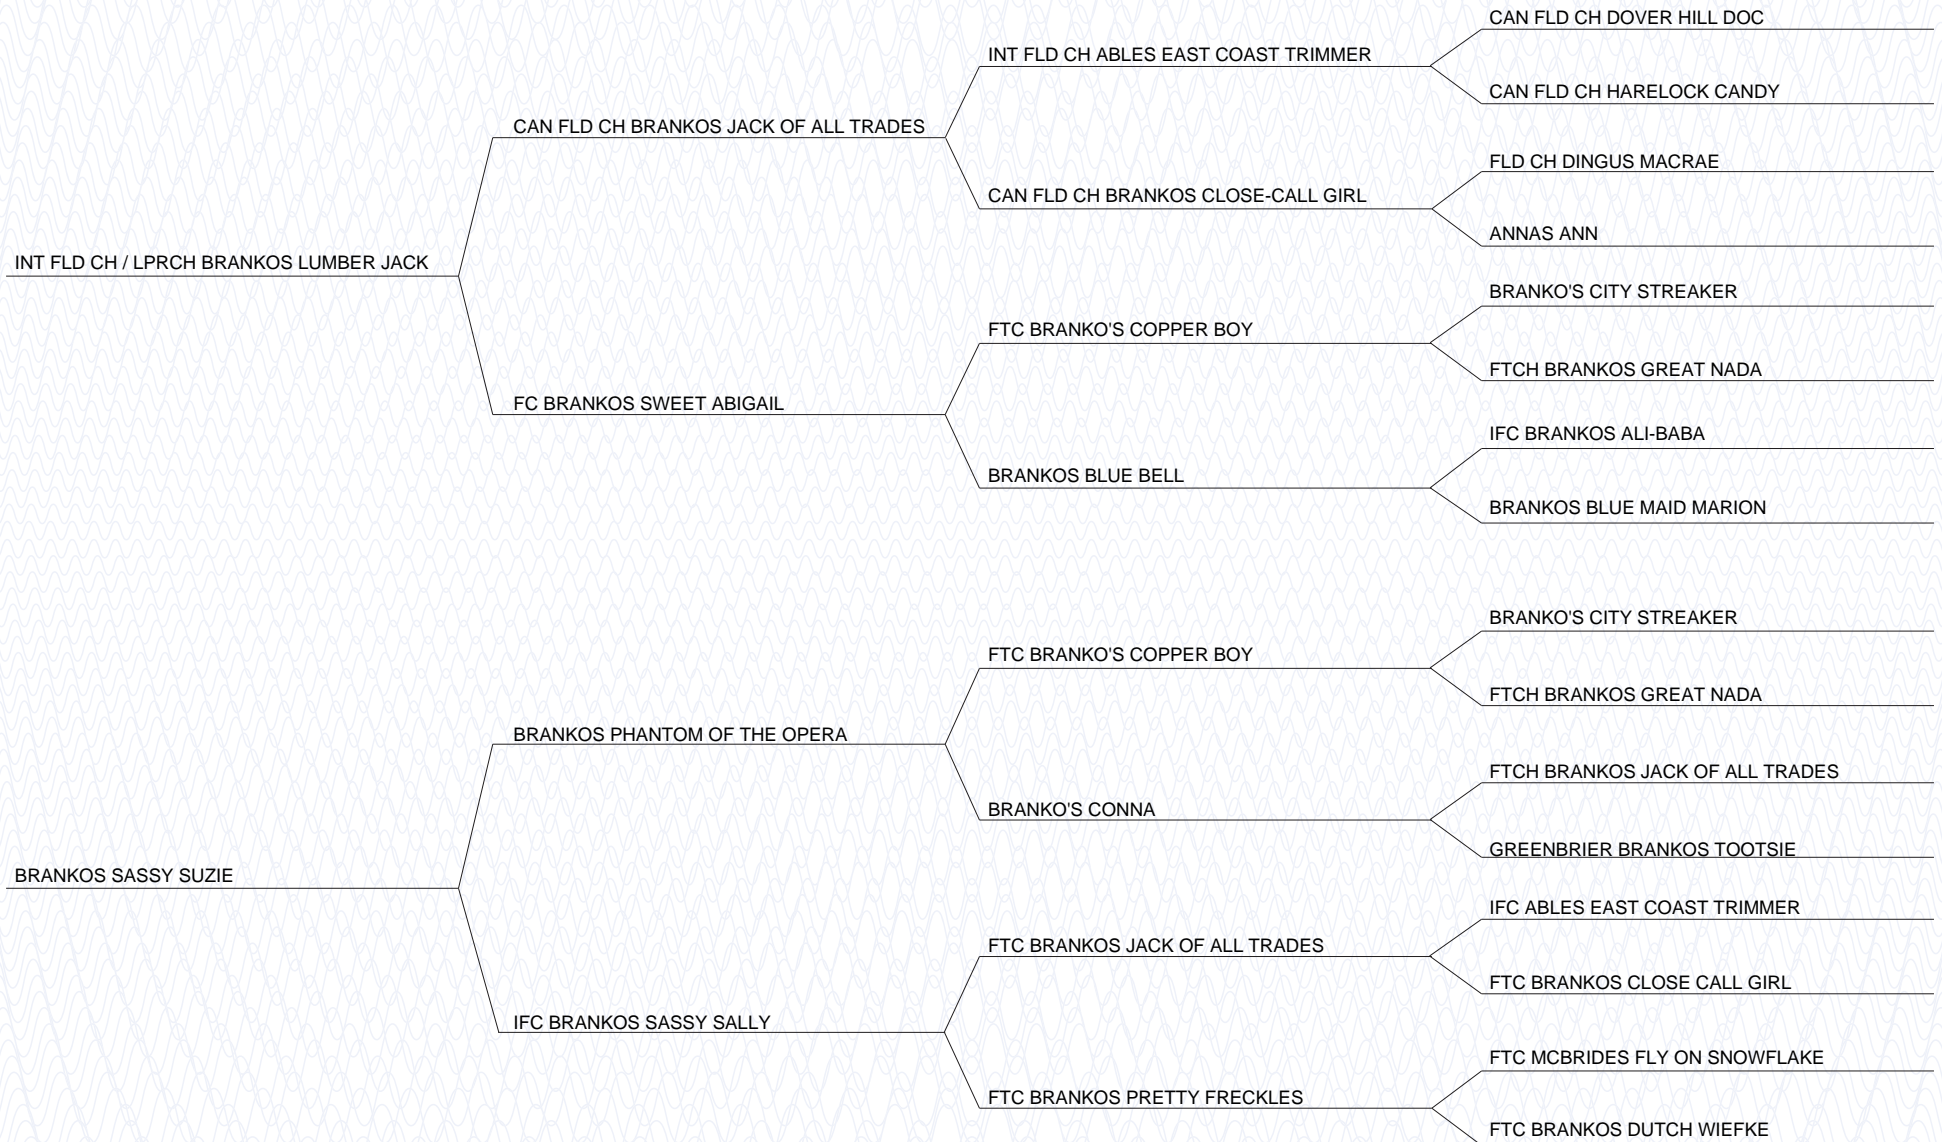 CAN FLD CH DOVER HILL DOC
INT FLD CH ABLES EAST COAST TRIMMER
CAN FLD CH HARELOCK CANDY
CAN FLD CH BRANKOS JACK OF ALL TRADES
FLD CH DINGUS MACRAE
CAN FLD CH BRANKOS CLOSE-CALL GIRL
ANNAS ANN
INT FLD CH / LPRCH BRANKOS LUMBER JACK
BRANKO'S CITY STREAKER
FTC BRANKO'S COPPER BOY
FTCH BRANKOS GREAT NADA
FC BRANKOS SWEET ABIGAIL
IFC BRANKOS ALI-BABA
BRANKOS BLUE BELL
BRANKOS BLUE MAID MARION
BRANKO'S CITY STREAKER
FTC BRANKO'S COPPER BOY
FTCH BRANKOS GREAT NADA
BRANKOS PHANTOM OF THE OPERA
FTCH BRANKOS JACK OF ALL TRADES
BRANKO'S CONNA
GREENBRIER BRANKOS TOOTSIE
BRANKOS SASSY SUZIE
IFC ABLES EAST COAST TRIMMER
FTC BRANKOS JACK OF ALL TRADES
FTC BRANKOS CLOSE CALL GIRL
IFC BRANKOS SASSY SALLY
FTC MCBRIDES FLY ON SNOWFLAKE
FTC BRANKOS PRETTY FRECKLES
FTC BRANKOS DUTCH WIEFKE